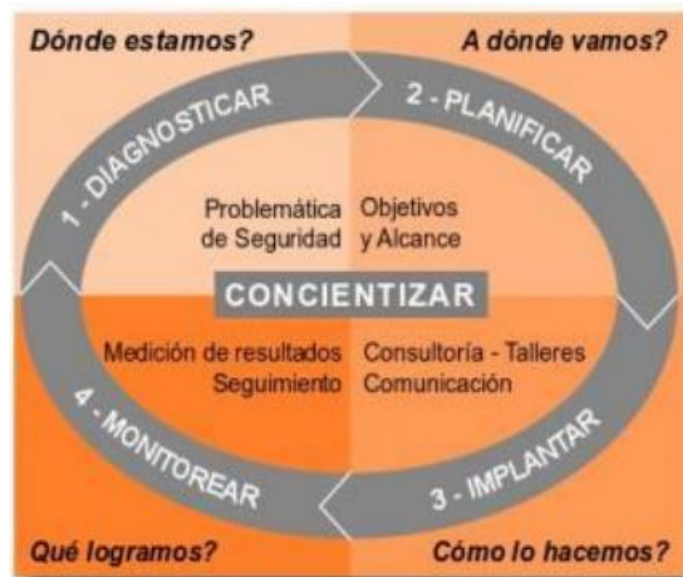 Dónde estamos?
A dónde vamos?
1 - DIAGNOSTICAR
2 - PLANIFICAR
Problemática
de Seguridad
Objetivos
y Alcance
CONCIENTIZAR
Medición de resultados
Seguimiento
Consultoría - Talleres
Comunicación
4 - MONITOREAR
3 - IMPLANTAR
Qué logramos?
Cómo lo hacemos?